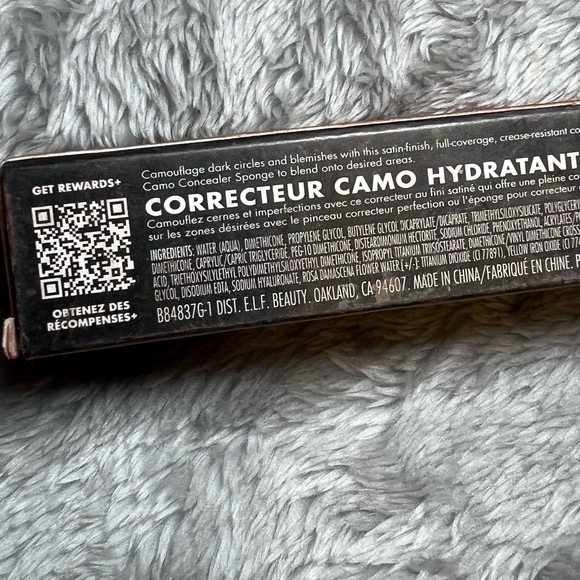 GET REWARDS+
OBTENEZ DES
RÉCOMPENSES+
Camouflage dark circles and blemishes with this satin-finish, full-coverage, crease-resistant
Camo Concealer Sponge to blend onto desired areas.
CORRECTEUR CAMO HYDRATANT
Camouflez cernes et imperfections avec ce correcteur au fini satiné qui offre une pleine
sur les zones désirées avec le pinceau correcteur perfection ou l'éponge pour correcteur
INGREDIENTS: WATER (AQUA), DIMETHICONE, PROPYLENE GLYCOL, BUTYLENE GLYCOL DICAPRYLATE/DICAPRATE, TRIMETHYLSILOXYSILICATE,
DIMETHICONE, CAPRYLIC/CAPRIC TRIGLYCERIDE, PEG-10 DIMETHICONE, DISTEARDIMONIUM HECTORITE, SODIUM CHLORIDE, PHENOXYETHANOL, ACRYLATES
ACID, TRIETHOXYSILYLETHYL POLYDIMETHYLSILOXYETHYL DIMETHICONE, ISOPROPYL TITANIUM TRIISOSTEARATE, DIMETHICONE/VINYL DIMETHICONE
GLYCOL, DISODIUM EDTA, SODIUM HYALURONATE, ROSA DAMASCENA FLOWER WATER [+/-: TITANIUM DIOXIDE (CI 77891), YELLOW IRON OXIDE
B84837G-1 DIST. E.L.F. BEAUTY. OAKLAND, CA 94607. MADE IN CHINA/FABRIQUÉ EN CHINE.